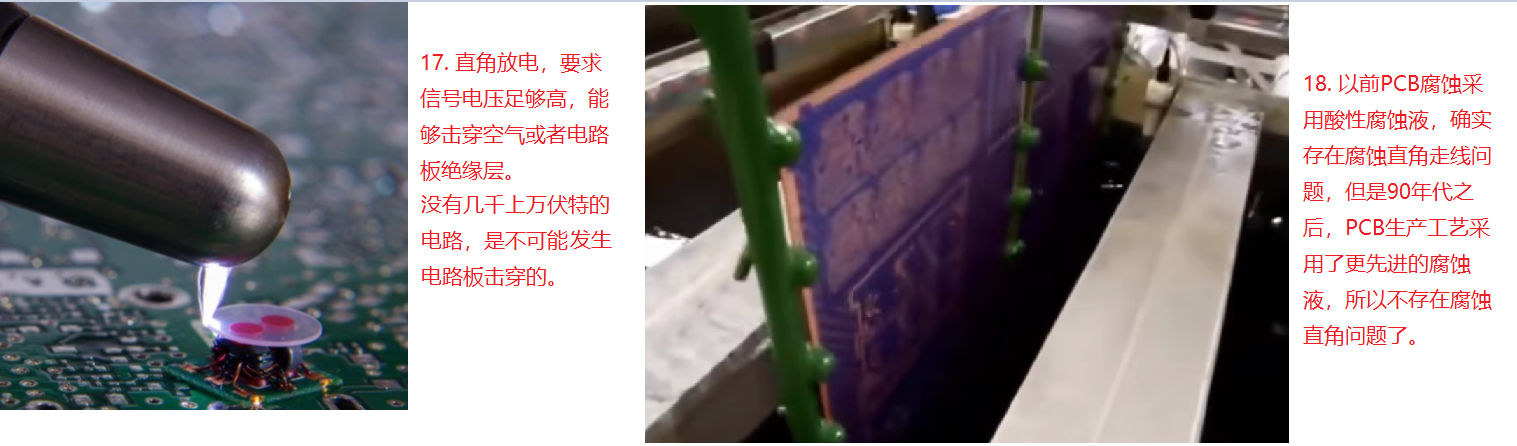 17. 直角放电，要求
信号电压足够高，能
够击穿空气或者电路
板绝缘层。
没有几千上万伏特的
电路，是不可能发生
电路板击穿的。
18. 以前PCB腐蚀采
用酸性腐蚀液，确实
存在腐蚀直角走线问
题，但是90年代之
后，PCB生产工艺采
用了更先进的腐蚀
液，所以不存在腐蚀
直角问题了。